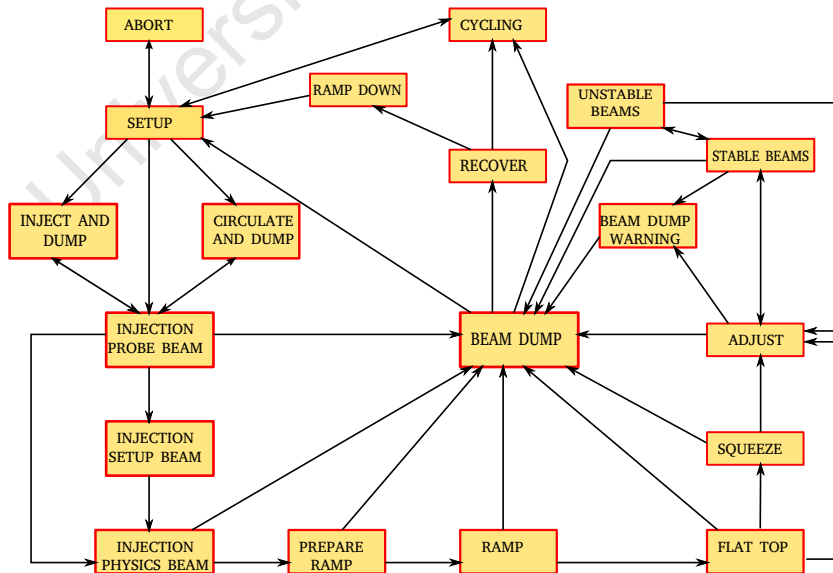 ABORT
CYCLING
RAMP DOWN
UNSTABLE
BEAMS
SETUP
RECOVER
STABLE BEAMS
INJECT AND
DUMP
CIRCULATE
AND DUMP
BEAM DUMP
WARNING
INJECTION
PROBE BEAM
BEAM DUMP
ADJUST
INJECTION
SETUP BEAM
SQUEEZE
INJECTION
PHYSICS BEAM
PREPARE
RAMP
RAMP
FLAT TOP